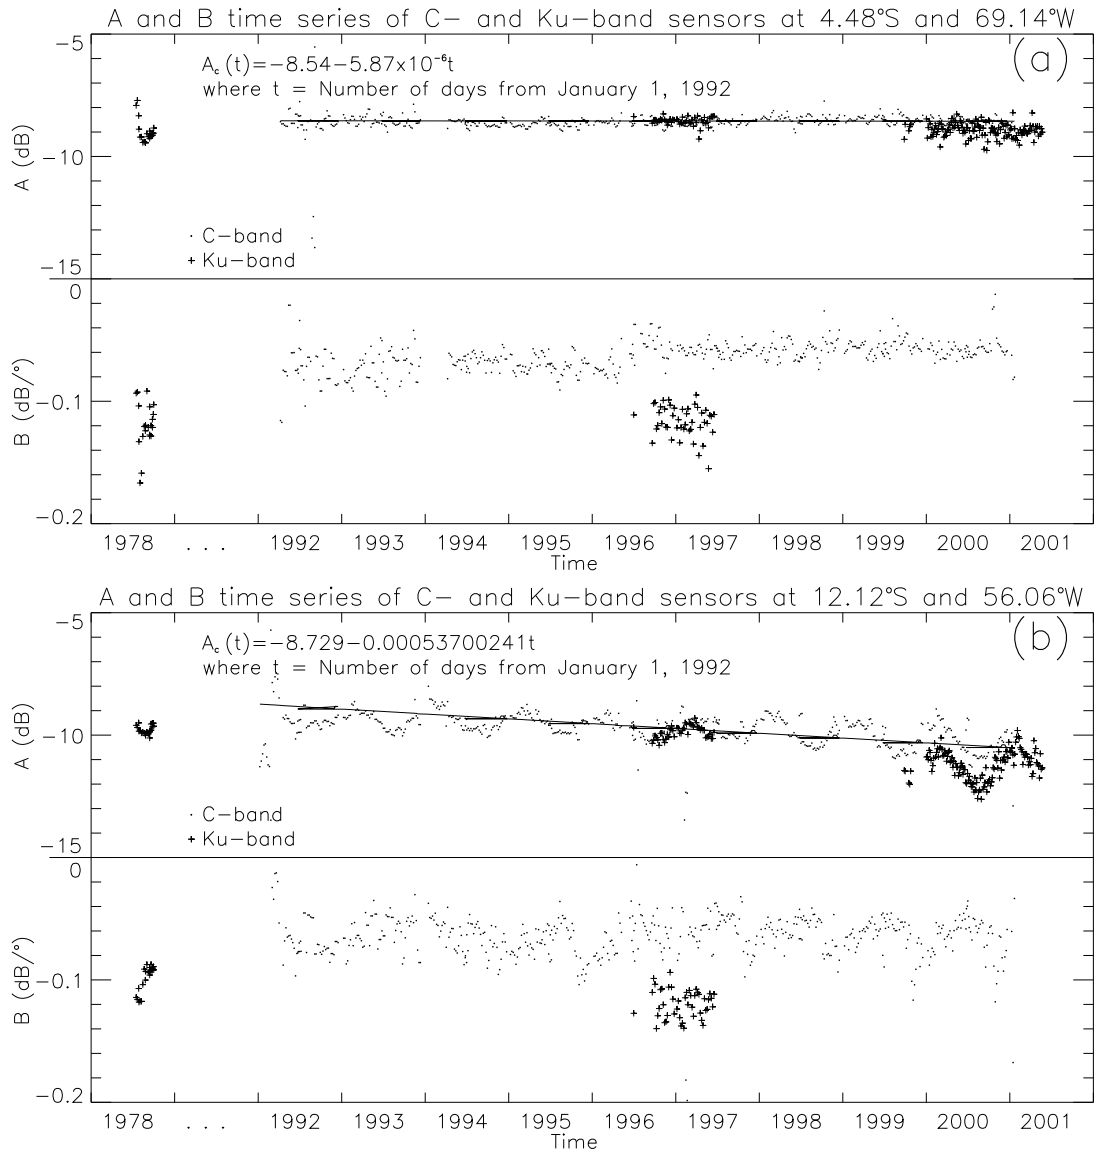 A and B time series of C- and Ku-band sensors at 4.48°S and 69.14°W
(a)
A_c(t)=-8.54-5.87x10^-6t
where t = Number of days from January 1, 1992
-5
-10
-15
A (dB)
C-band
Ku-band
0
-0.1
-0.2
B (dB/°)
1978 ... 1992 1993 1994 1995 1996 1997 1998 1999 2000 2001
Time
A and B time series of C- and Ku-band sensors at 12.12°S and 56.06°W
(b)
A_c(t)=-8.729-0.00053700241t
where t = Number of days from January 1, 1992
-5
-10
-15
A (dB)
C-band
Ku-band
0
-0.1
-0.2
B (dB/°)
1978 ... 1992 1993 1994 1995 1996 1997 1998 1999 2000 2001
Time